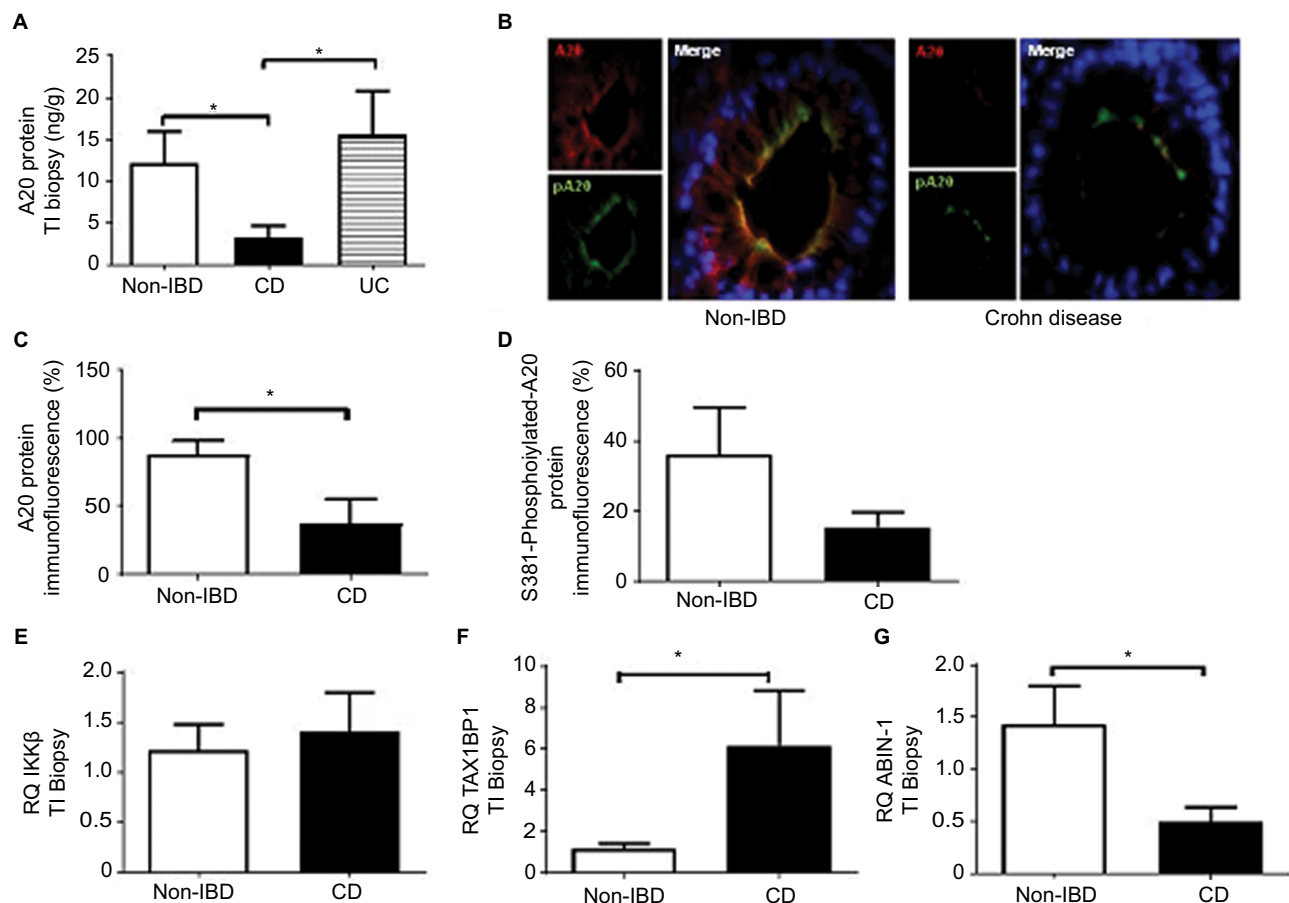 A
A20 protein
TI biopsy (ng/g)
25
20
15
10
5
0
*
*
Non-IBD
CD
UC
B
A20
Merge
pA20
A20
Merge
pA20
Non-IBD
Crohn disease
C
A20 protein
immunofluorescence (%)
150
100
50
0
*
Non-IBD
CD
D
S381-Phosphoiylated-A20
protein
immunofluorescence (%)
60
40
20
0
Non-IBD
CD
E
RQ IKKβ
TI Biopsy
2.0
1.5
1.0
0.5
0
Non-IBD
CD
F
RQ TAX1BP1
TI Biopsy
10
8
6
4
2
0
*
Non-IBD
CD
G
RQ ABIN-1
TI Biopsy
2.0
1.5
1.0
0.5
0
*
Non-IBD
CD